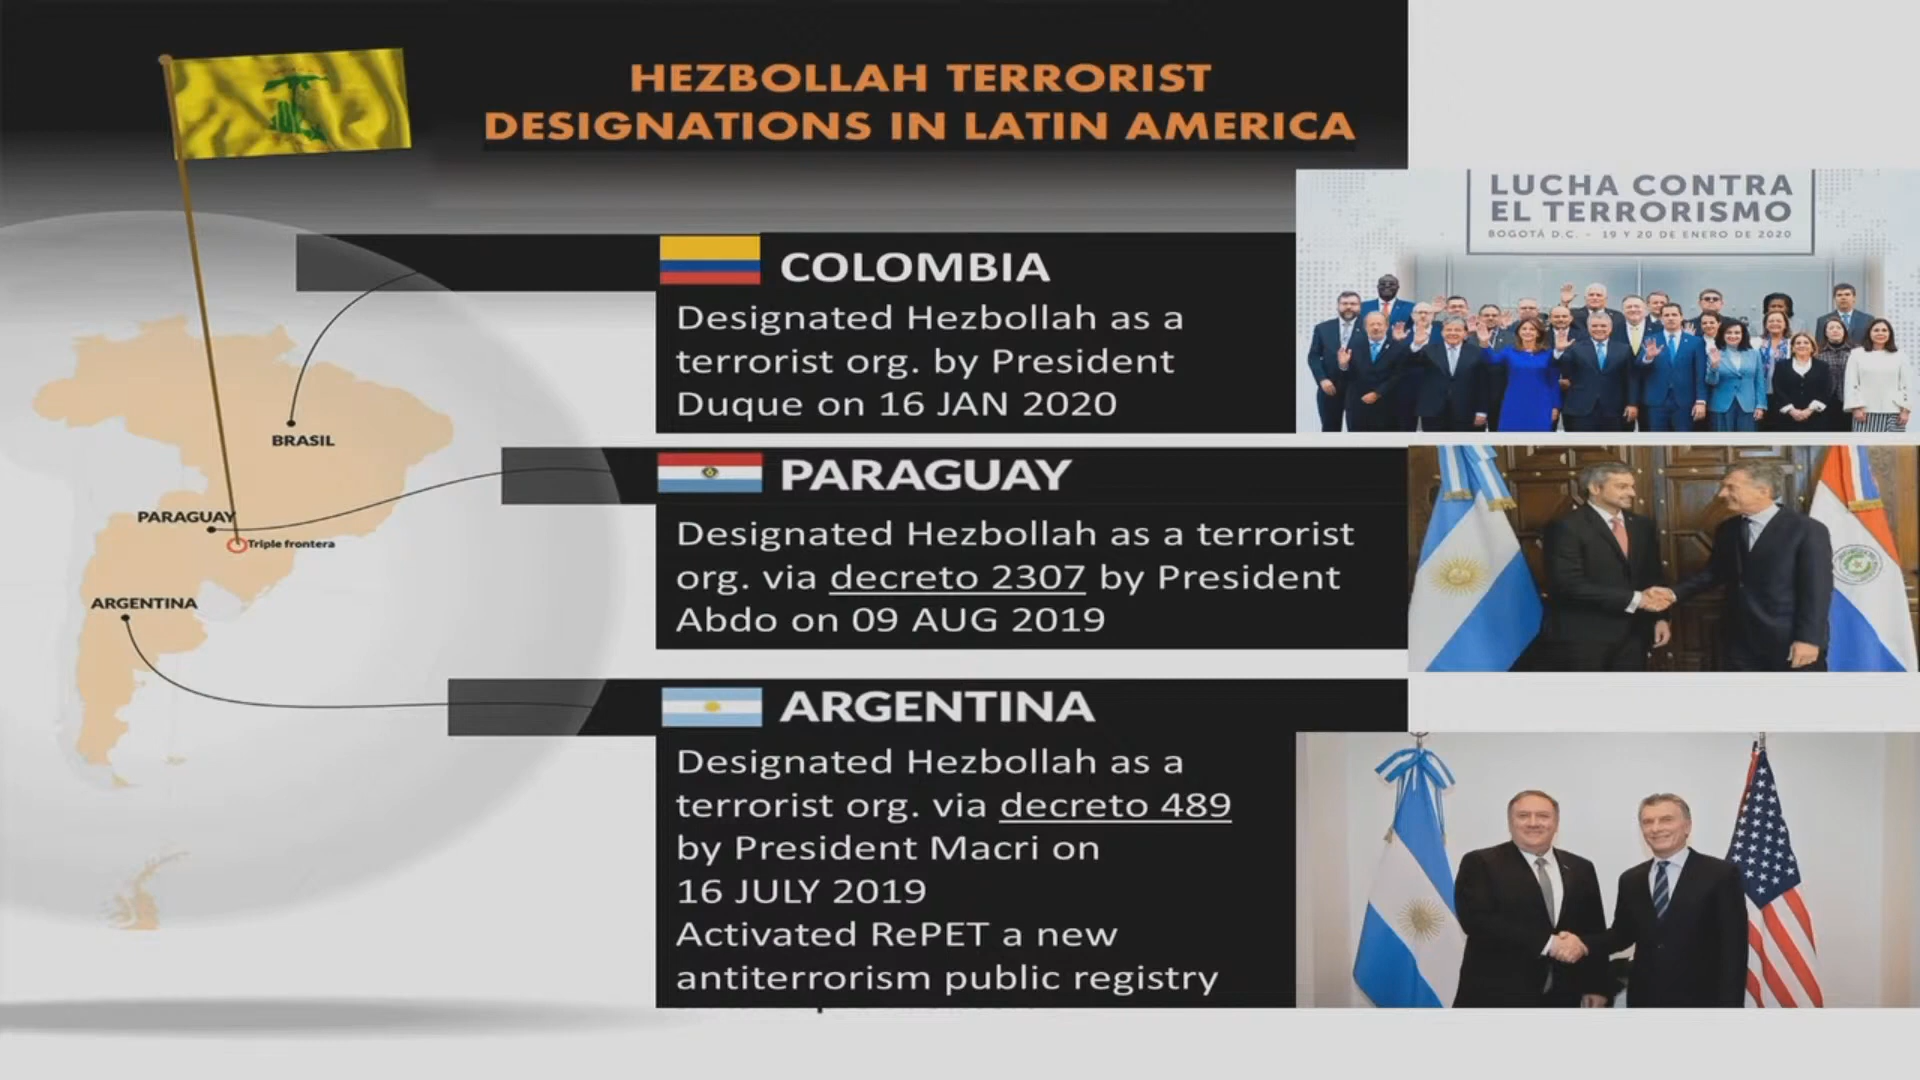 HEZBOLLAH TERRORIST
DESIGNATIONS IN LATIN AMERICA
LUCHA CONTRA
EL TERRORISMO
BOGOTÁ D.C. - 19 Y 20 DE ENERO DE 2020
COLOMBIA
Designated Hezbollah as a
terrorist org. by President
Duque on 16 JAN 2020
BRASIL
PARAGUAY
Triple frontera
ARGENTINA
PARAGUAY
Designated Hezbollah as a terrorist
org. via decreto 2307 by President
Abdo on 09 AUG 2019
ARGENTINA
Designated Hezbollah as a
terrorist org. via decreto 489
by President Macri on
16 JULY 2019
Activated RePET a new
antiterrorism public registry